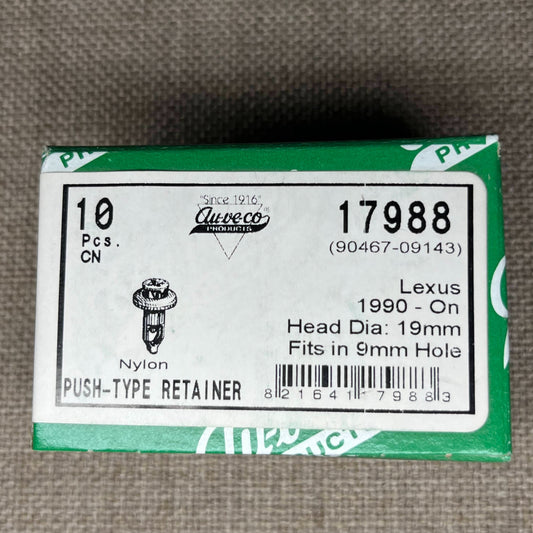 10
Pcs.
CN
"Since 1916"
Au-ve-co®
PRODUCTS
17988
(90467-09143)
Lexus
1990 - On
Head Dia: 19mm
Fits in 9mm Hole
Nylon
PUSH-TYPE RETAINER
8 21641 17988 3